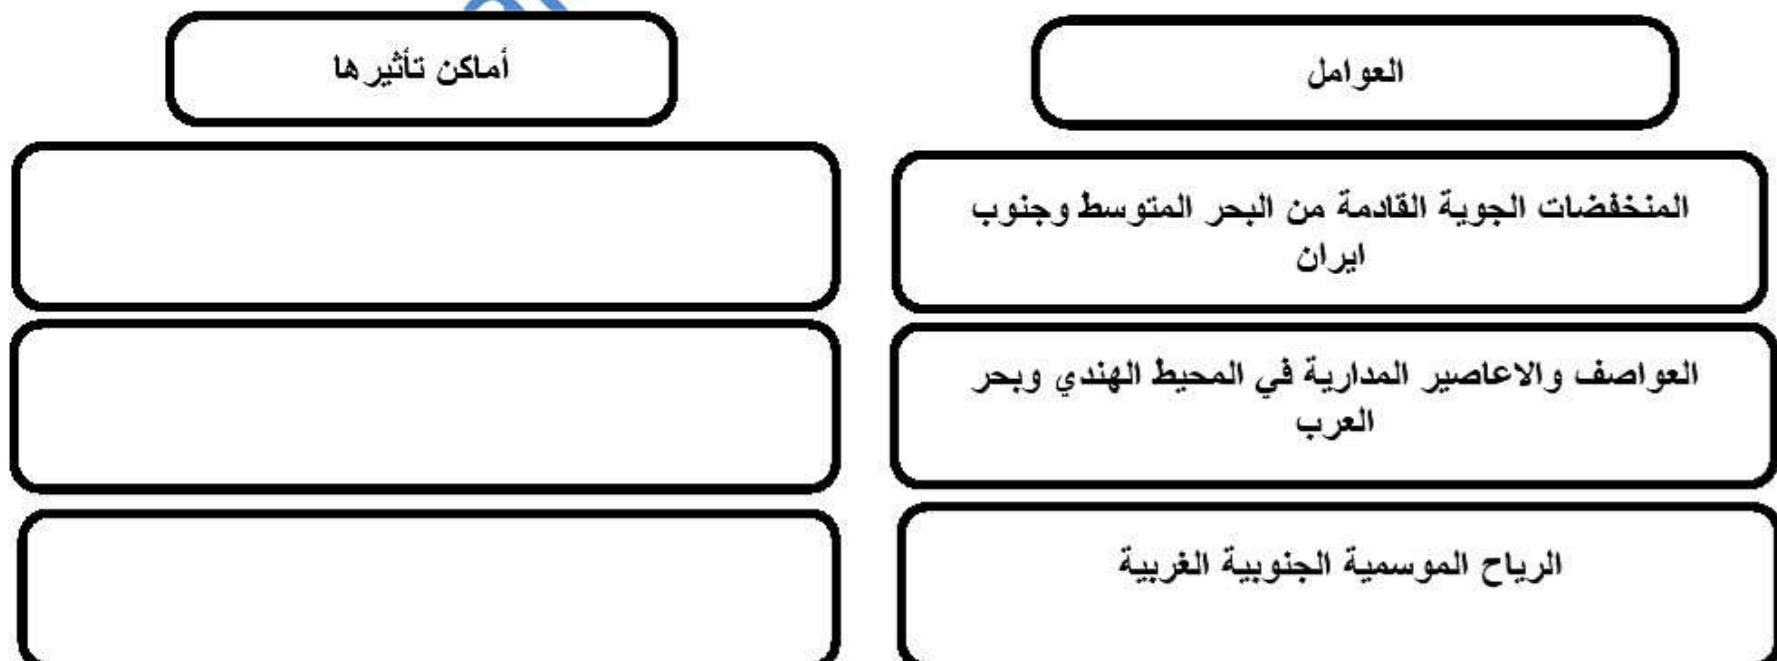 العوامل
أماكن تأثيرها
المنخفضات الجوية القادمة من البحر المتوسط وجنوب
ايران
العواصف والاعاصير المدارية في المحيط الهندي وبحر
العرب
الرياح الموسمية الجنوبية الغربية